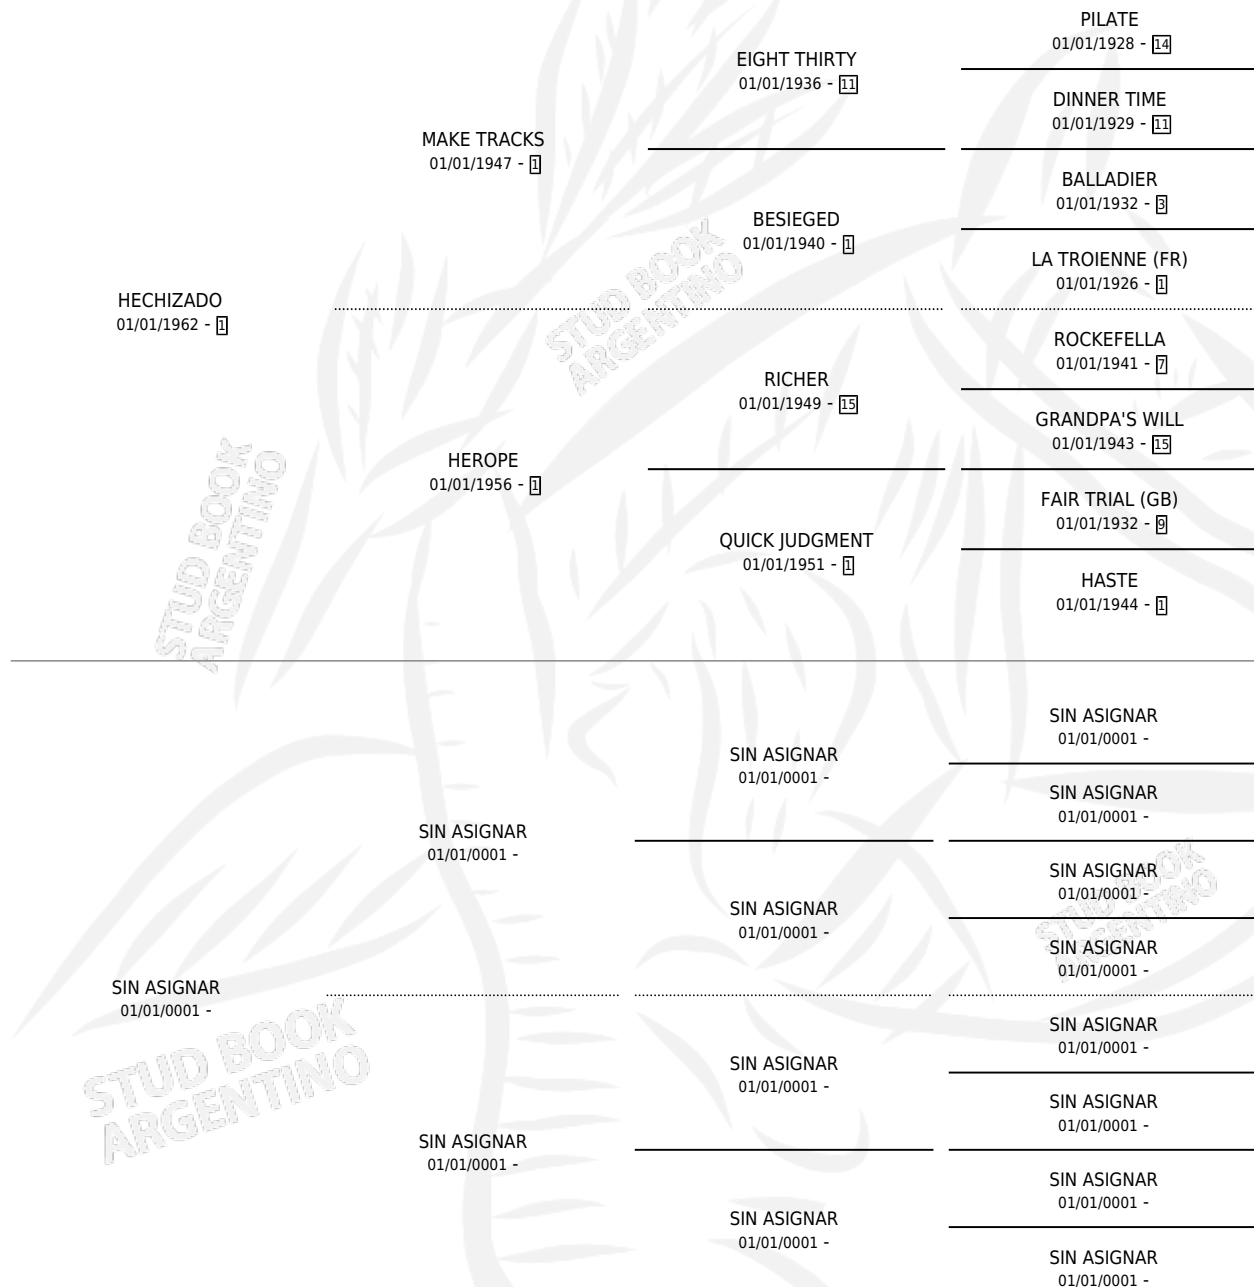 PILATE
01/01/1928 - 14
EIGHT THIRTY
01/01/1936 - 11
DINNER TIME
01/01/1929 - 11
MAKE TRACKS
01/01/1947 - 1
BALLADIER
01/01/1932 - 3
BESIEGED
01/01/1940 - 1
LA TROIENNE (FR)
01/01/1926 - 1
HECHIZADO
01/01/1962 - 1
ROCKEFELLA
01/01/1941 - 7
RICHER
01/01/1949 - 15
GRANDPA'S WILL
01/01/1943 - 15
HEROPE
01/01/1956 - 1
FAIR TRIAL (GB)
01/01/1932 - 9
QUICK JUDGMENT
01/01/1951 - 1
HASTE
01/01/1944 - 1
STUD BOOK
ARGENTINO
STUD BOOK
ARGENTINO
SIN ASIGNAR
01/01/0001 -
SIN ASIGNAR
01/01/0001 -
SIN ASIGNAR
01/01/0001 -
SIN ASIGNAR
01/01/0001 -
SIN ASIGNAR
01/01/0001 -
SIN ASIGNAR
01/01/0001 -
SIN ASIGNAR
01/01/0001 -
STUD BOOK
ARGENTINO
SIN ASIGNAR
01/01/0001 -
SIN ASIGNAR
01/01/0001 -
SIN ASIGNAR
01/01/0001 -
SIN ASIGNAR
01/01/0001 -
SIN ASIGNAR
01/01/0001 -
SIN ASIGNAR
01/01/0001 -
SIN ASIGNAR
01/01/0001 -
SIN ASIGNAR
01/01/0001 -
STUD BOOK
ARGENTINO